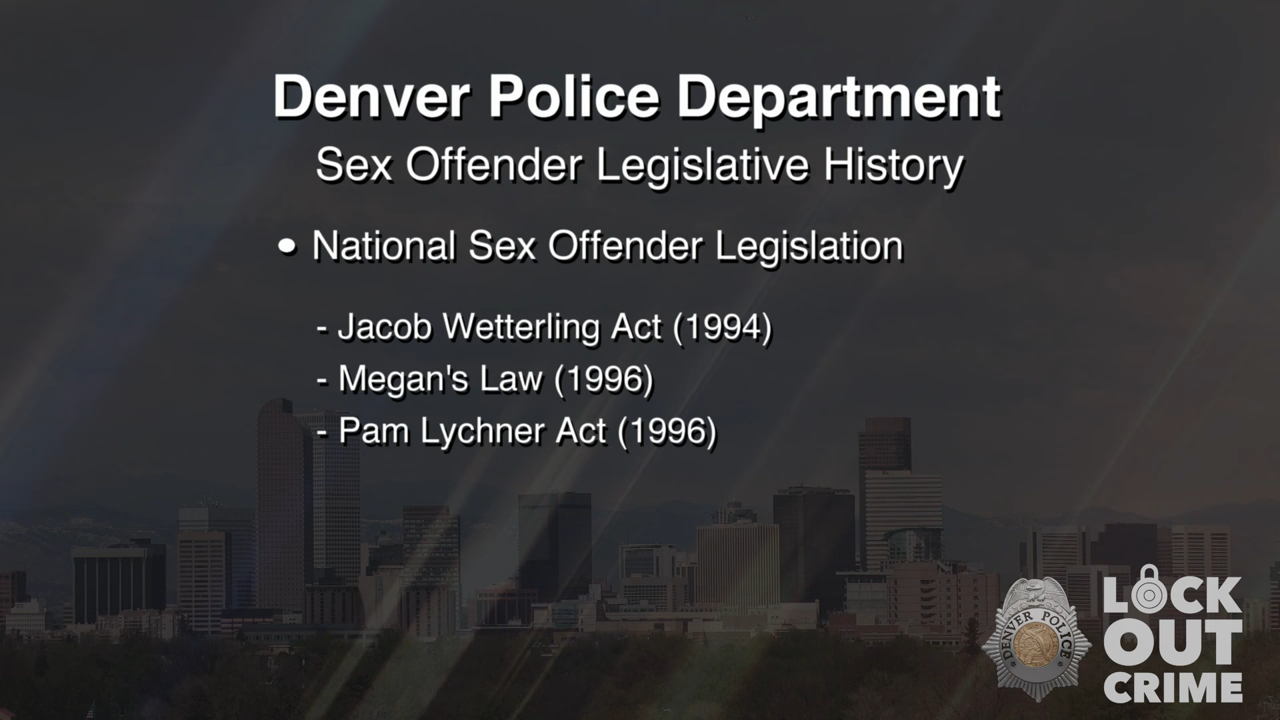 Denver Police Department
Sex Offender Legislative History
• National Sex Offender Legislation
- Jacob Wetterling Act (1994)
- Megan's Law (1996)
- Pam Lychner Act (1996)
DENVER POLICE
LOCK
OUT
CRIME